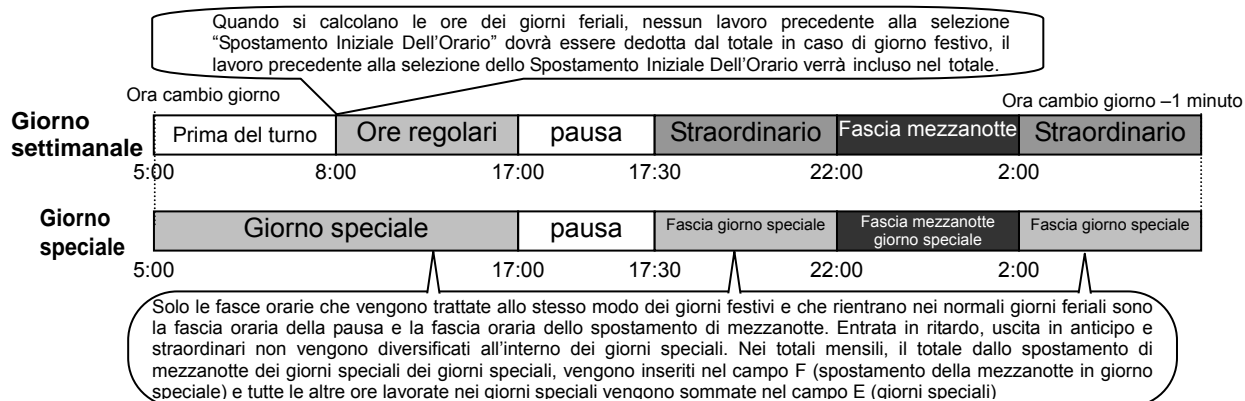 Quando si calcolano le ore dei giorni feriali, nessun lavoro precedente alla selezione
“Spostamento Iniziale Dell’Orario” dovrà essere dedotta dal totale in caso di giorno festivo, il
lavoro precedente alla selezione dello Spostamento Iniziale Dell’Orario verrà incluso nel totale.
Ora cambio giorno
Ora cambio giorno –1 minuto
Giorno settimanale
Prima del turno
Ore regolari
pausa
Straordinario
Fascia mezzanotte
Straordinario
5:00 8:00 17:00 17:30 22:00 2:00
Giorno speciale
Giorno speciale
pausa
Fascia giorno speciale
Fascia mezzanotte
giorno speciale
Fascia giorno speciale
5:00 17:00 17:30 22:00 2:00
Solo le fasce orarie che vengono trattate allo stesso modo dei giorni festivi e che rientrano nei normali giorni feriali sono
la fascia oraria della pausa e la fascia oraria dello spostamento di mezzanotte. Entrata in ritardo, uscita in anticipo e
straordinari non vengono diversificati all’interno dei giorni speciali. Nei totali mensili, il totale dallo spostamento di
mezzanotte dei giorni speciali dei giorni speciali, vengono inseriti nel campo F (spostamento della mezzanotte in giorno
speciale) e tutte le altre ore lavorate nei giorni speciali vengono sommate nel campo E (giorni speciali)